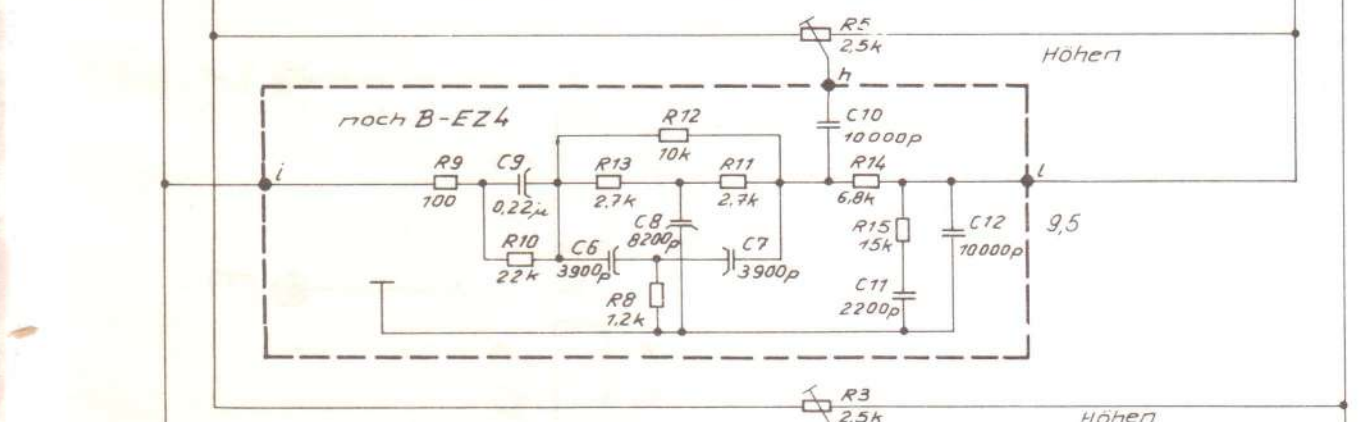 R5
2,5k
Höhen
h
noch B-EZ4
C10
10000p
R12
10k
i
R9
100
C9
0,22µ
R13
2,7k
R11
2,7k
R14
6,8k
l
9,5
R10
22k
C6
3900p
C8
8200p
C7
3900p
R15
15k
C12
10000p
R8
1,2k
C11
2200p
R3
2,5k
Höhen